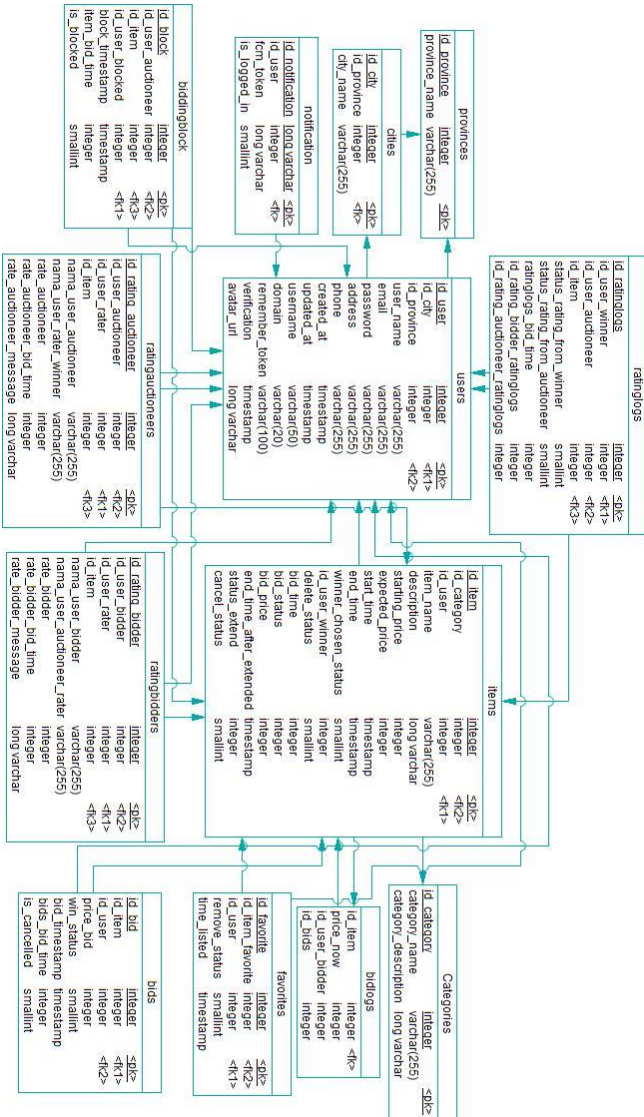 provinces
id_province integer <pk>
province_name varchar(255)
cities
id_city integer <pk>
id_province integer <fk>
city_name varchar(255)
notification
id_notification long varchar <pk>
id_user integer <fk>
fcm_token long varchar
is_logged_in smallint
biddingblock
id_block integer <pk>
id_user_auctioneer integer <fk2>
id_item integer <fk3>
id_user_blocked integer <fk1>
block_timestamp timestamp
item_bid_time integer
is_blocked smallint
ratinglogs
id_ratinglogs integer <pk>
id_user_winner integer <fk1>
id_user_auctioneer integer <fk2>
id_item integer <fk3>
status_rating_from_winner smallint
status_rating_from_auctioneer smallint
ratinglogs_bid_time integer
id_rating_bidder_ratinglogs integer
id_rating_auctioneer_ratinglogs integer
users
id_user integer <pk>
id_city integer <fk1>
id_province integer <fk2>
user_name varchar(255)
email varchar(255)
password varchar(255)
address varchar(255)
phone varchar(255)
created_at timestamp
updated_at timestamp
username varchar(50)
domain varchar(20)
remember_token varchar(100)
verification timestamp
avatar_url long varchar
ratingauctioneers
id_rating_auctioneer integer <pk>
id_user_auctioneer integer <fk2>
id_user_rater integer <fk1>
id_item integer <fk3>
nama_user_auctioneer varchar(255)
nama_user_rater_winner varchar(255)
rate_auctioneer integer
rate_auctioneer_bid_time integer
rate_auctioneer_message long varchar
items
id_item integer <pk>
id_category integer <fk2>
id_user integer <fk1>
item_name varchar(255)
description long varchar
starting_price integer
expected_price integer
start_time timestamp
end_time timestamp
winner_chosen_status smallint
id_user_winner integer
delete_status smallint
bid_time integer
bid_status integer
bid_price integer
end_time_after_extended timestamp
status_extend integer
cancel_status smallint
ratingbidders
id_rating_bidder integer <pk>
id_user_bidder integer <fk2>
id_user_rater integer <fk1>
id_item integer <fk3>
nama_user_bidder varchar(255)
nama_user_auctioneer_rater varchar(255)
rate_bidder integer
rate_bidder_bid_time integer
rate_bidder_message long varchar
Categories
id_category integer <pk>
category_name varchar(255)
category_description long varchar
bidlogs
id_item integer <fk>
price_now integer
id_user_bidder integer
id_bids integer
favorites
id_favorite integer <pk>
id_item_favorite integer <fk2>
id_user integer <fk1>
remove_status smallint
time_listed timestamp
bids
id_bid integer <pk>
id_item integer <fk1>
id_user integer <fk2>
price_bid integer
win_status smallint
bid_timestamp timestamp
bids_bid_time integer
is_cancelled smallint